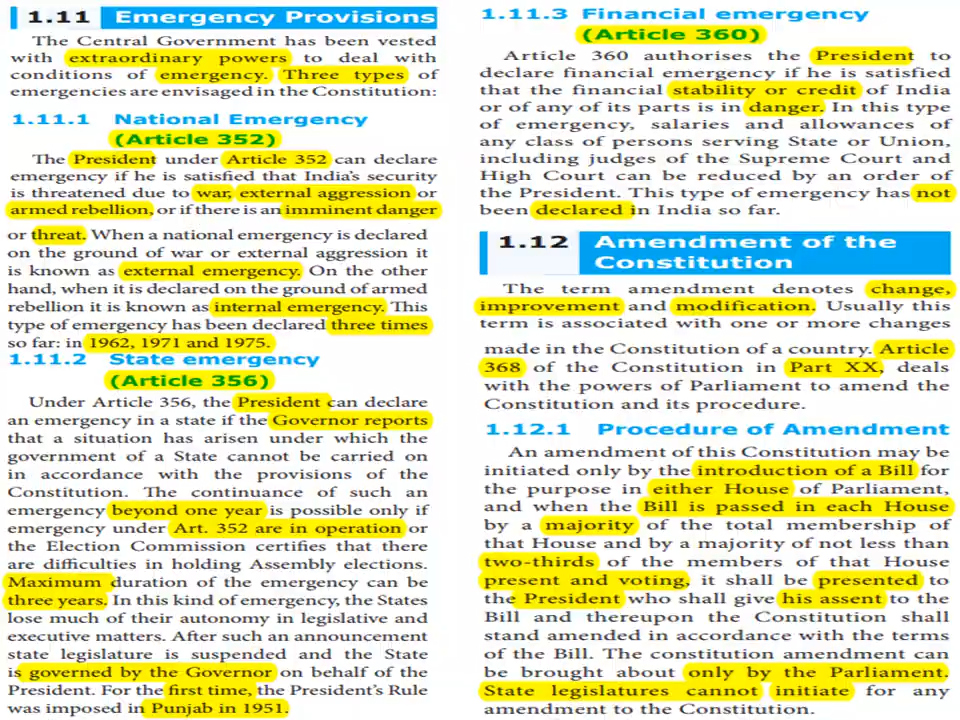 1.11 Emergency Provisions
The Central Government has been vested
with extraordinary powers to deal with
conditions of emergency. Three types of
emergencies are envisaged in the Constitution:
1.11.1 National Emergency
(Article 352)
The President under Article 352 can declare
emergency if he is satisfied that India's security
is threatened due to war, external aggression or
armed rebellion, or if there is an imminent danger
or threat. When a national emergency is declared
on the ground of war or external aggression it
is known as external emergency. On the other
hand, when it is declared on the ground of armed
rebellion it is known as internal emergency. This
type of emergency has been declared three times
so far: in 1962, 1971 and 1975.
1.11.2 State emergency
(Article 356)
Under Article 356, the President can declare
an emergency in a state if the Governor reports
that a situation has arisen under which the
government of a State cannot be carried on
in accordance with the provisions of the
Constitution. The continuance of such an
emergency beyond one year is possible only if
emergency under Art. 352 are in operation or
the Election Commission certifies that there
are difficulties in holding Assembly elections.
Maximum duration of the emergency can be
three years. In this kind of emergency, the States
lose much of their autonomy in legislative and
executive matters. After such an announcement
state legislature is suspended and the State
is governed by the Governor on behalf of the
President. For the first time, the President's Rule
was imposed in Punjab in 1951.
1.11.3 Financial emergency
(Article 360)
Article 360 authorises the President to
declare financial emergency if he is satisfied
that the financial stability or credit of India
or of any of its parts is in danger. In this type
of emergency, salaries and allowances of
any class of persons serving State or Union,
including judges of the Supreme Court and
High Court can be reduced by an order of
the President. This type of emergency has not
been declared in India so far.
1.12 Amendment of the
Constitution
The term amendment denotes change,
improvement and modification. Usually this
term is associated with one or more changes
made in the Constitution of a country. Article
368 of the Constitution in Part XX, deals
with the powers of Parliament to amend the
Constitution and its procedure.
1.12.1 Procedure of Amendment
An amendment of this Constitution may be
initiated only by the introduction of a Bill for
the purpose in either House of Parliament,
and when the Bill is passed in each House
by a majority of the total membership of
that House and by a majority of not less than
two-thirds of the members of that House
present and voting, it shall be presented to
the President who shall give his assent to the
Bill and thereupon the Constitution shall
stand amended in accordance with the terms
of the Bill. The constitution amendment can
be brought about only by the Parliament.
State legislatures cannot initiate for any
amendment to the Constitution.